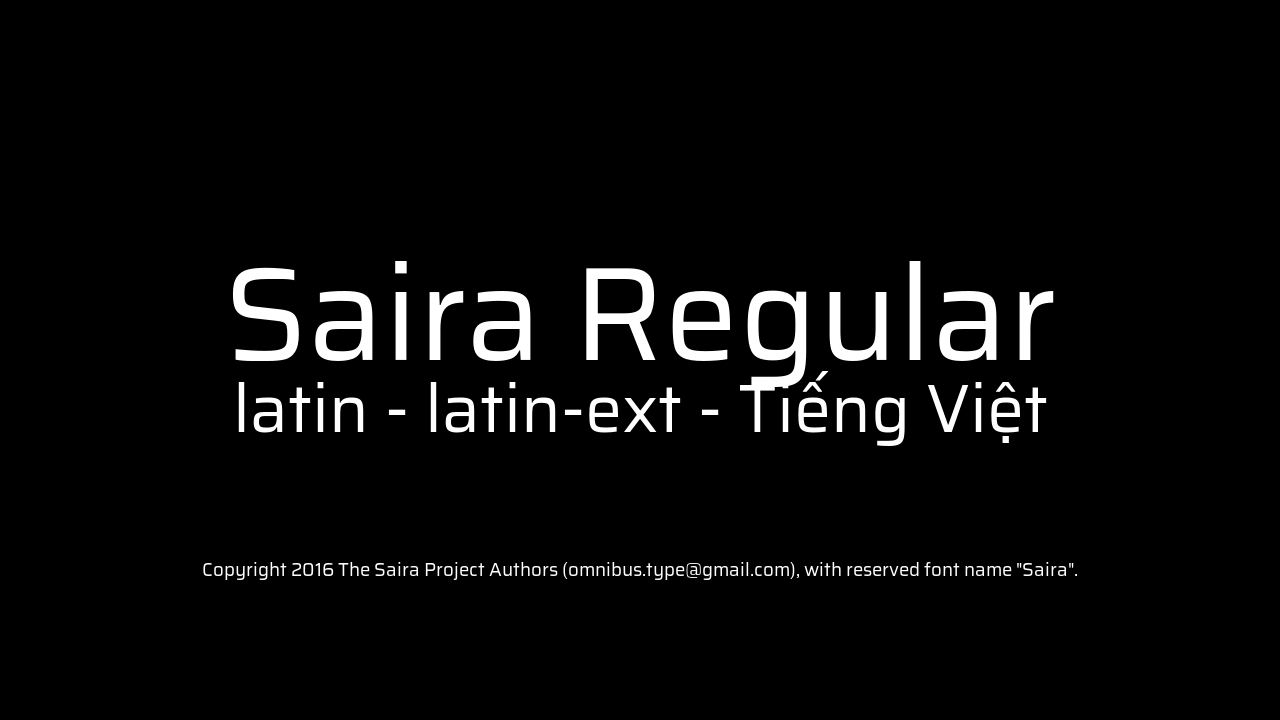 Saira Regular
latin - latin-ext - Tiếng Việt
Copyright 2016 The Saira Project Authors (omnibus.type@gmail.com), with reserved font name "Saira".